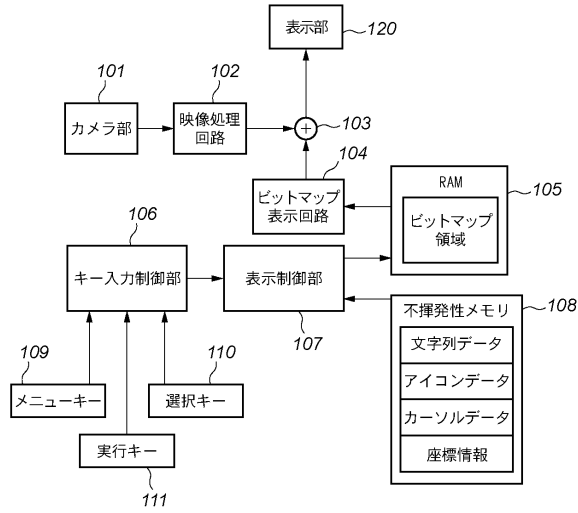 表示部
120
101
102
カメラ部
映像処理
回路
+
103
104
ビットマップ
表示回路
RAM
105
ビットマップ
領域
106
キー入力制御部
表示制御部
107
不揮発性メモリ
108
文字列データ
アイコンデータ
カーソルデータ
座標情報
109
メニューキー
110
選択キー
実行キー
111